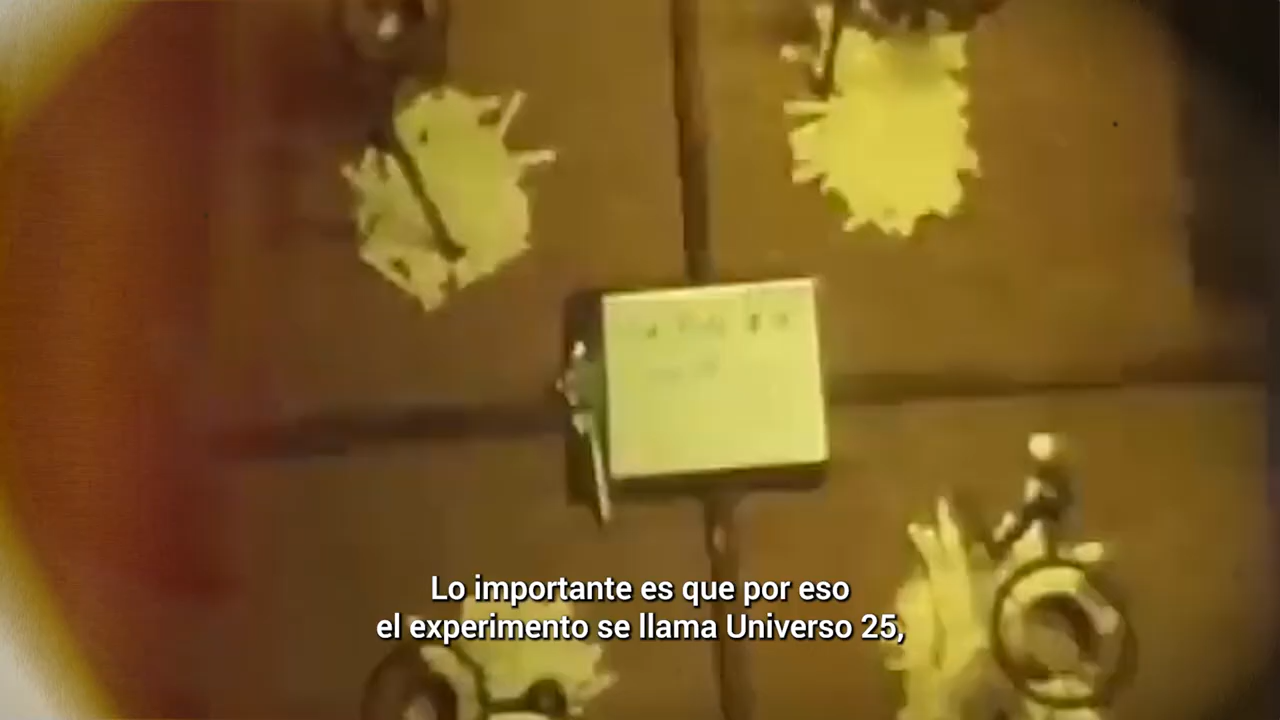 Lo importante es que por eso
el experimento se llama Universo 25,